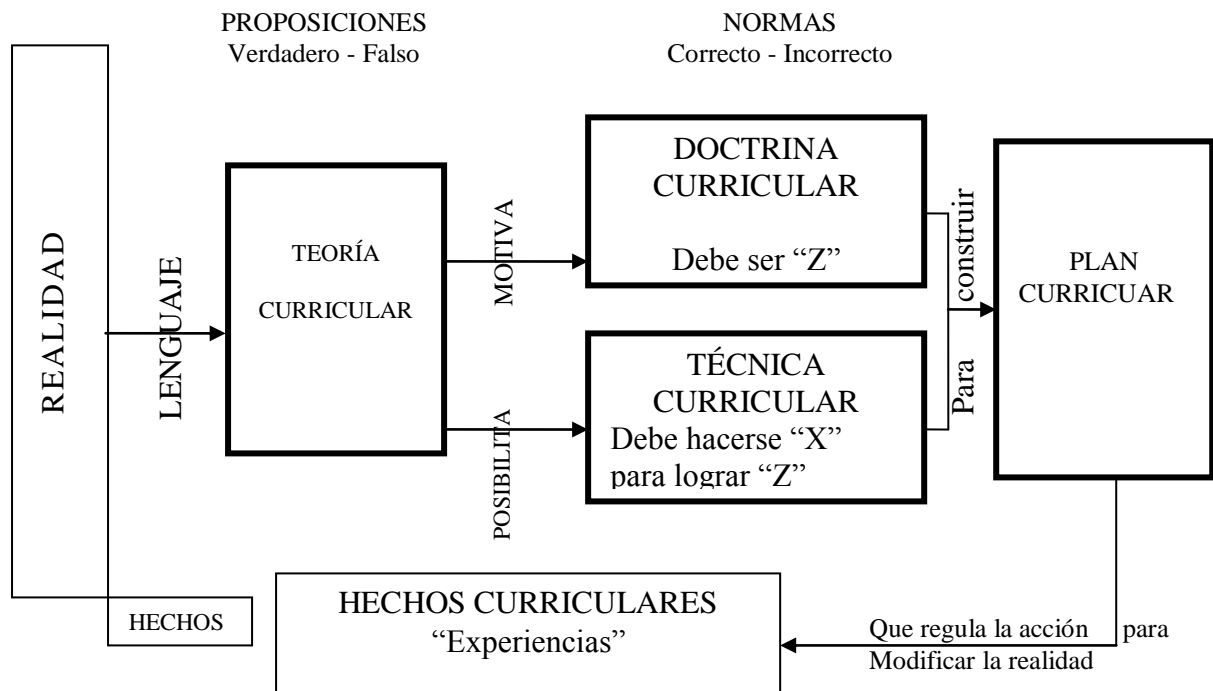 PROPOSICIONES
Verdadero - Falso
NORMAS
Correcto - Incorrecto
REALIDAD
LENGUAJE
TEORÍA
CURRICULAR
MOTIVA
POSIBILITA
DOCTRINA
CURRICULAR
Debe ser “Z”
TÉCNICA
CURRICULAR
Debe hacerse “X”
para lograr “Z”
Para construir
PLAN
CURRICUAR
HECHOS
HECHOS CURRICULARES
“Experiencias”
Que regula la acción para
Modificar la realidad